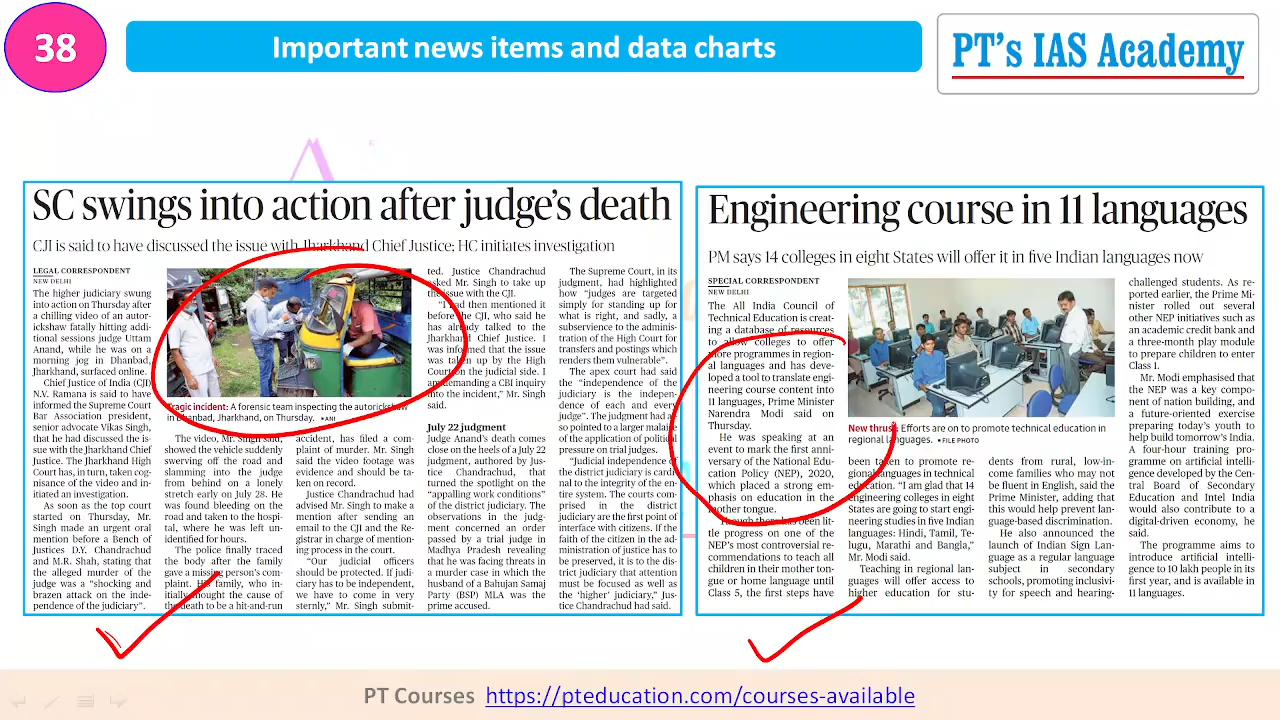 38
Important news items and data charts
PT's IAS Academy
SC swings into action after judge's death
CJI is said to have discussed the issue with Jharkhand Chief Justice; HC initiates investigation
LEGAL CORRESPONDENT
NEW DELHI
The higher judiciary swung
into action on Thursday after
a chilling video of an autor-
ickshaw fatally hitting addi-
tional sessions judge Uttam
Anand, while he was on a
morning jog in Dhanbad,
Jharkhand, surfaced online.
Chief Justice of India (CJI)
N.V. Ramana is said to have
informed the Supreme Court
Bar Association president,
senior advocate Vikas Singh,
that he had discussed the is-
sue with the Jharkhand Chief
Justice. The Jharkhand High
Court has, in turn, taken cog-
nisance of the video and in-
itiated an investigation.
As soon as the top court
started on Thursday, Mr.
Singh made an urgent oral
mention before a Bench of
Justices D.Y. Chandrachud
and M.R. Shah, stating that
the alleged murder of the
judge was a "shocking and
brazen attack on the inde-
pendence of the judiciary".
Tragic incident: A forensic team inspecting the autorickshaw
in Dhanbad, Jharkhand, on Thursday. ANI
The video, Mr. Singh said,
showed the vehicle suddenly
swerving off the road and
slamming into the judge
from behind on a lonely
stretch early on July 28. He
was found bleeding on the
road and taken to the hospi-
tal, where he was left un-
identified for hours.
The police finally traced
the body after the family
gave a missing person's com-
plaint. His family, who in-
itially thought the cause of
death to be a hit-and-run
accident, has filed a com-
plaint of murder. Mr. Singh
said the video footage was
evidence and should be ta-
ken on record.
Justice Chandrachud had
advised Mr. Singh to make a
mention after sending an
email to the CJI and the Re-
gistrar in charge of mention-
ing process in the court.
"Our judicial officers
should be protected. If judi-
ciary has to be independent,
we have to come in very
sternly," Mr. Singh submit-
ted. Justice Chandrachud
asked Mr. Singh to take up
the issue with the CJI.
"I had then mentioned it
before the CJI, who said he
has already talked to the
Jharkhand Chief Justice. I
was informed that the issue
was taken up by the High
Court on the judicial side. I
am demanding a CBI inquiry
into the incident," Mr. Singh
said.
July 22 judgment
Judge Anand's death comes
close on the heels of a July 22
judgment, authored by Jus-
tice Chandrachud, which
turned the spotlight on the
"appalling work conditions"
of the district judiciary. The
observations in the judg-
ment concerned an order
passed by a trial judge in
Madhya Pradesh revealing
that he was facing threats in
a murder case in which the
husband of a Bahujan Samaj
Party (BSP) MLA was the
prime accused.
The Supreme Court, in its
judgment, had highlighted
how "judges are targeted
simply for standing up for
what is right, and sadly, a
subservience to the adminis-
tration of the High Court for
transfers and postings which
renders them vulnerable".
The apex court had said
the "independence of the
judiciary is the indepen-
dence of each and every
judge". The judgment had al-
so pointed to a larger malaise
of the application of political
pressure on trial judges.
"Judicial independence of
the district judiciary is cardi-
nal to the integrity of the en-
tire system. The courts com-
prised in the district
judiciary are the first point of
interface with citizens. If the
faith of the citizen in the ad-
ministration of justice has to
be preserved, it is to the dis-
trict judiciary that attention
must be focused as well as
the 'higher' judiciary," Jus-
tice Chandrachud had said.
Engineering course in 11 languages
PM says 14 colleges in eight States will offer it in five Indian languages now
SPECIAL CORRESPONDENT
NEW DELHI
The All India Council of
Technical Education is creat-
ing a database of resources
to allow colleges to offer
more programmes in region-
al languages and has deve-
loped a tool to translate engi-
neering course content into
11 languages, Prime Minister
Narendra Modi said on
Thursday.
He was speaking at an
event to mark the first anni-
versary of the National Edu-
cation Policy (NEP), 2020,
which placed a strong em-
phasis on education in the
mother tongue.
Though there has been lit-
tle progress on one of the
NEP's most controversial re-
commendations to teach all
children in their mother ton-
gue or home language until
Class 5, the first steps have
New thrust: Efforts are on to promote technical education in
regional languages. FILE PHOTO
been taken to promote re-
gional languages in technical
education. "I am glad that 14
engineering colleges in eight
States are going to start engi-
neering studies in five Indian
languages: Hindi, Tamil, Te-
lugu, Marathi and Bangla,"
Mr. Modi said.
Teaching in regional lan-
guages will offer access to
higher education for stu-
dents from rural, low-in-
come families who may not
be fluent in English, said the
Prime Minister, adding that
this would help prevent lan-
guage-based discrimination.
He also announced the
launch of Indian Sign Lan-
guage as a regular language
subject in secondary
schools, promoting inclusiv-
ity for speech and hearing-
challenged students. As re-
ported earlier, the Prime Mi-
nister rolled out several
other NEP initiatives such as
an academic credit bank and
a three-month play module
to prepare children to enter
Class 1.
Mr. Modi emphasised that
the NEP was a key compo-
nent of nation building, and
a future-oriented exercise
preparing today's youth to
help build tomorrow's India.
A four-hour training pro-
gramme on artificial intelli-
gence developed by the Cen-
tral Board of Secondary
Education and Intel India
would also contribute to a
digital-driven economy, he
said.
The programme aims to
introduce artificial intelli-
gence to 10 lakh people in its
first year, and is available in
11 languages.
PT Courses https://pteducation.com/courses-available